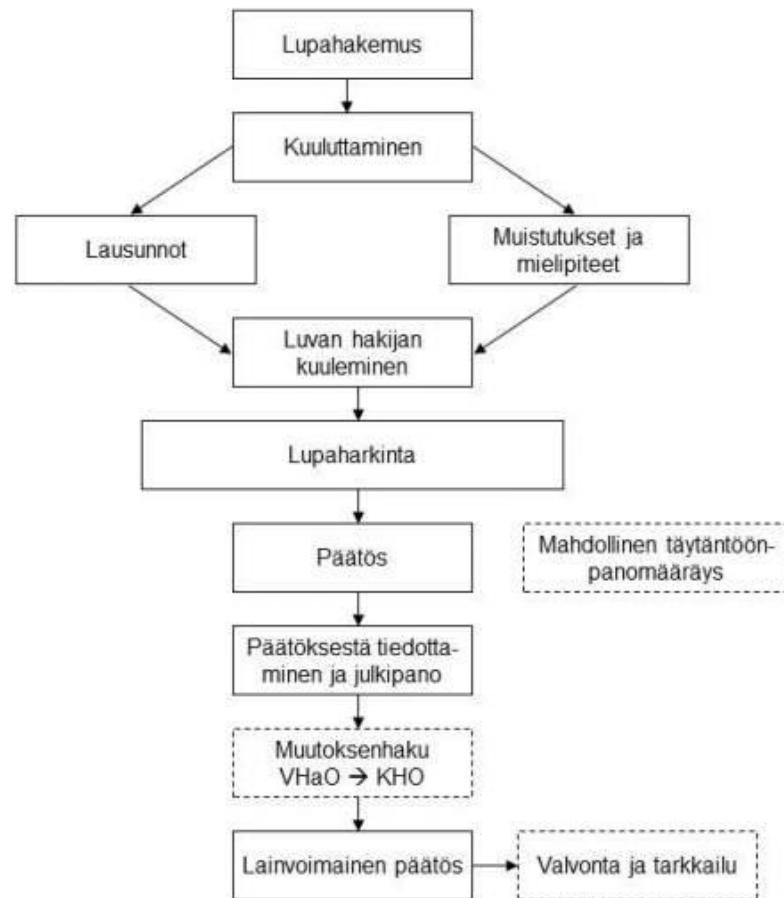 Lupahakemus
Kuuluttaminen
Lausunnot
Muistutukset ja
mielipiteet
Luvan hakijan
kuuleminen
Lupaharkinta
Päätös
Mahdollinen täytäntöön-
panomääräys
Päätöksestä tiedotta-
minen ja julkipano
Muutoksenhaku
VHaO → KHO
Lainvoimainen päätös
Valvonta ja tarkkailu